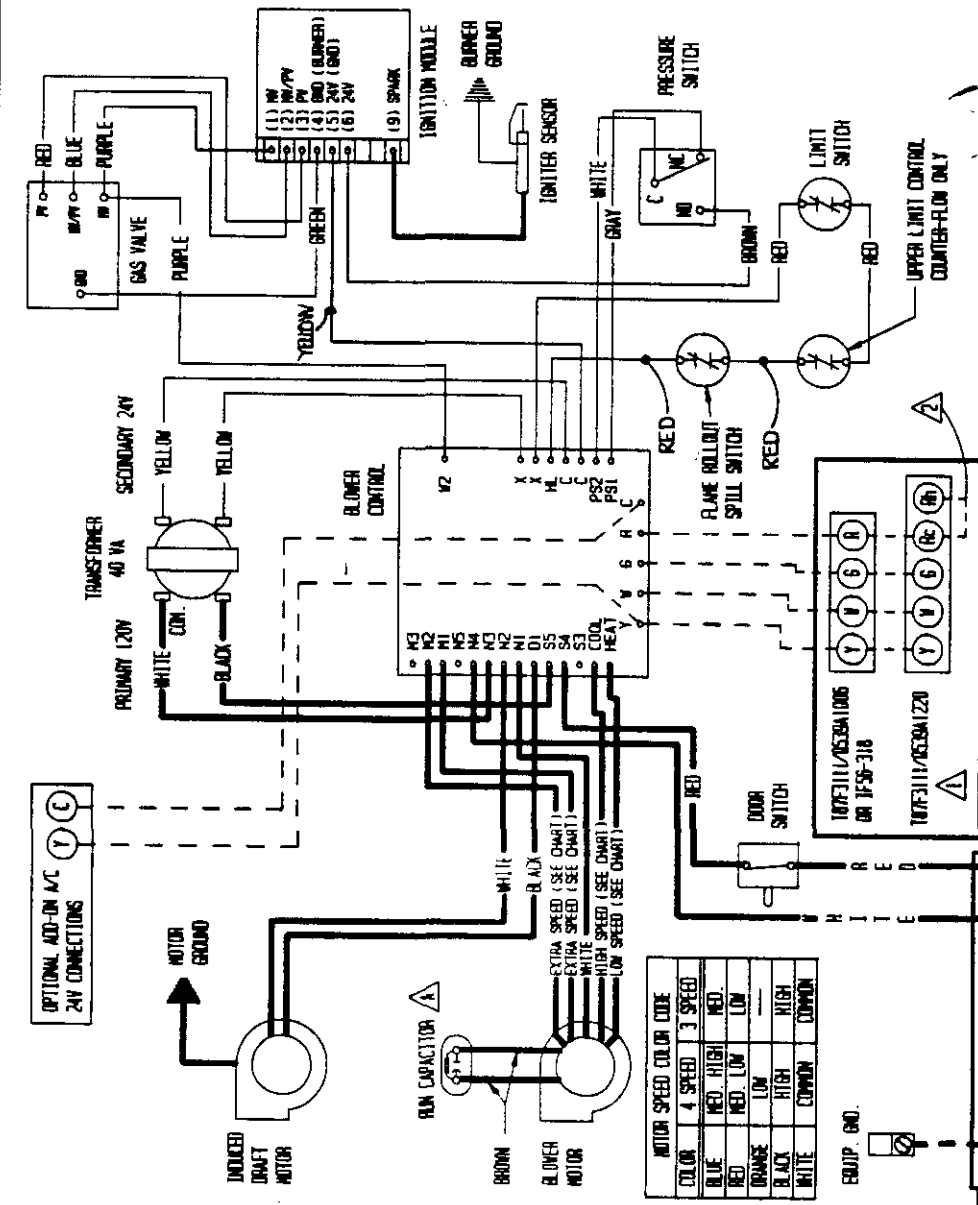 OPTIONAL ADD-ON A/C
24V CONNECTIONS
Y
C
MOTOR
GROUND
INDUCED
DRAFT
MOTOR
RUN CAPACITOR
A
BROWN
BLOWER
MOTOR
MOTOR SPEED COLOR CODE
COLOR 4 SPEED 3 SPEED
BLUE MED. HIGH MED.
RED MED. LOW LOW
ORANGE LOW —
BLACK HIGH HIGH
WHITE COMMON COMMON
EQUIP. GND.
PRIMARY 120V
TRANSFORMER
40 VA
SECONDARY 24V
WHITE
COM.
BLACK
YELLOW
YELLOW
WHITE
BLACK
EXTRA SPEED (SEE CHART)
EXTRA SPEED (SEE CHART)
WHITE
HIGH SPEED (SEE CHART)
LOW SPEED (SEE CHART)
BLOWER
CONTROL
M3
M2
M1
N5
N4
N3
N2
N1
D1
S5
S4
S3
COOL
HEAT
W2
X
X
HL
C
C
PS2
PS1
Y
W
G
R
C
RED
DOOR
SWITCH
RED
WHITE
T87F3111/Q539A1006
OR 1F56-318
Y
W
G
R
T87F3111/Q539A1220
Y
W
G
Rc
Rh
1
2
GAS VALVE
PV
MV/PV
MV
GND
RED
BLUE
PURPLE
PURPLE
GREEN
YELLOW
(1) MV
(2) MV/PV
(3) PV
(4) GND (BURNER)
(5) 24V (GND)
(6) 24V
(9) SPARK
IGNITION MODULE
BURNER
GROUND
IGNITER SENSOR
WHITE
GRAY
PRESSURE
SWITCH
C
NC
NO
BROWN
RED
LIMIT
SWITCH
RED
UPPER LIMIT CONTROL
COUNTER-FLOW ONLY
RED
FLAME ROLLOUT
SPILL SWITCH
RED